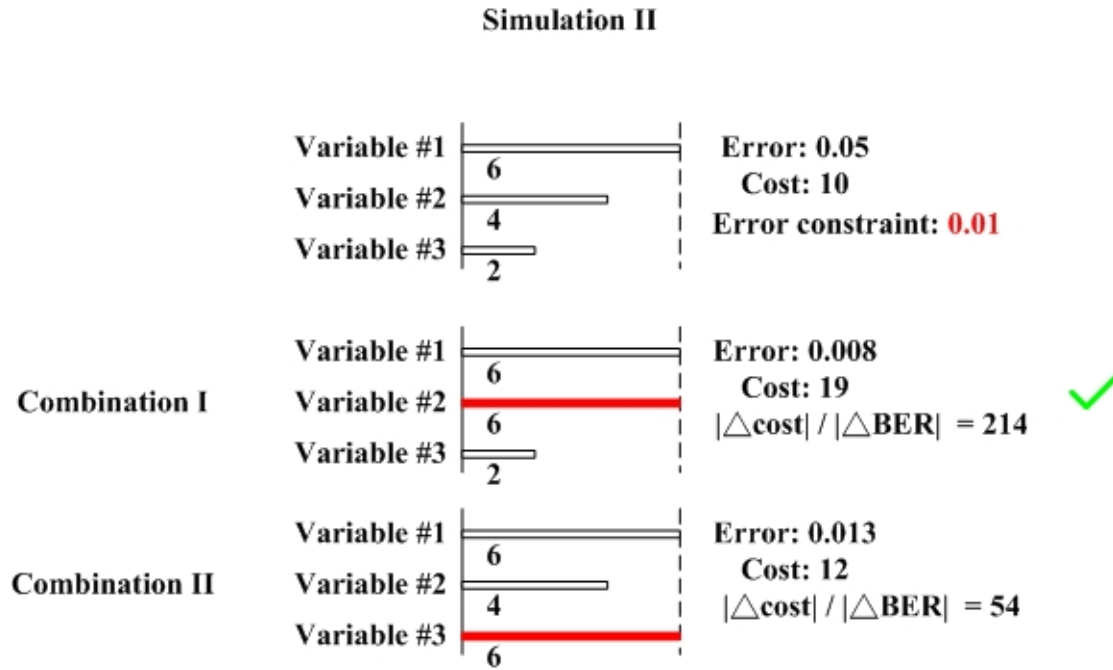 Simulation II
Variable #1
6
Variable #2
4
Variable #3
2
Error: 0.05
Cost: 10
Error constraint: 0.01
Combination I
Variable #1
6
Variable #2
6
Variable #3
2
Error: 0.008
Cost: 19
|△cost| / |△BER| = 214
Combination II
Variable #1
6
Variable #2
4
Variable #3
6
Error: 0.013
Cost: 12
|△cost| / |△BER| = 54